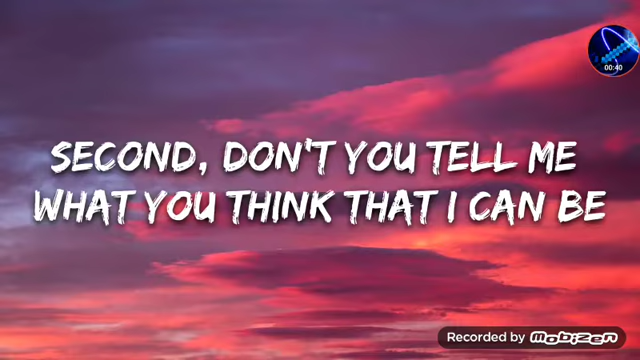 00:40
SECOND, DON'T YOU TELL ME
WHAT YOU THINK THAT I CAN BE
Recorded by Mobizen